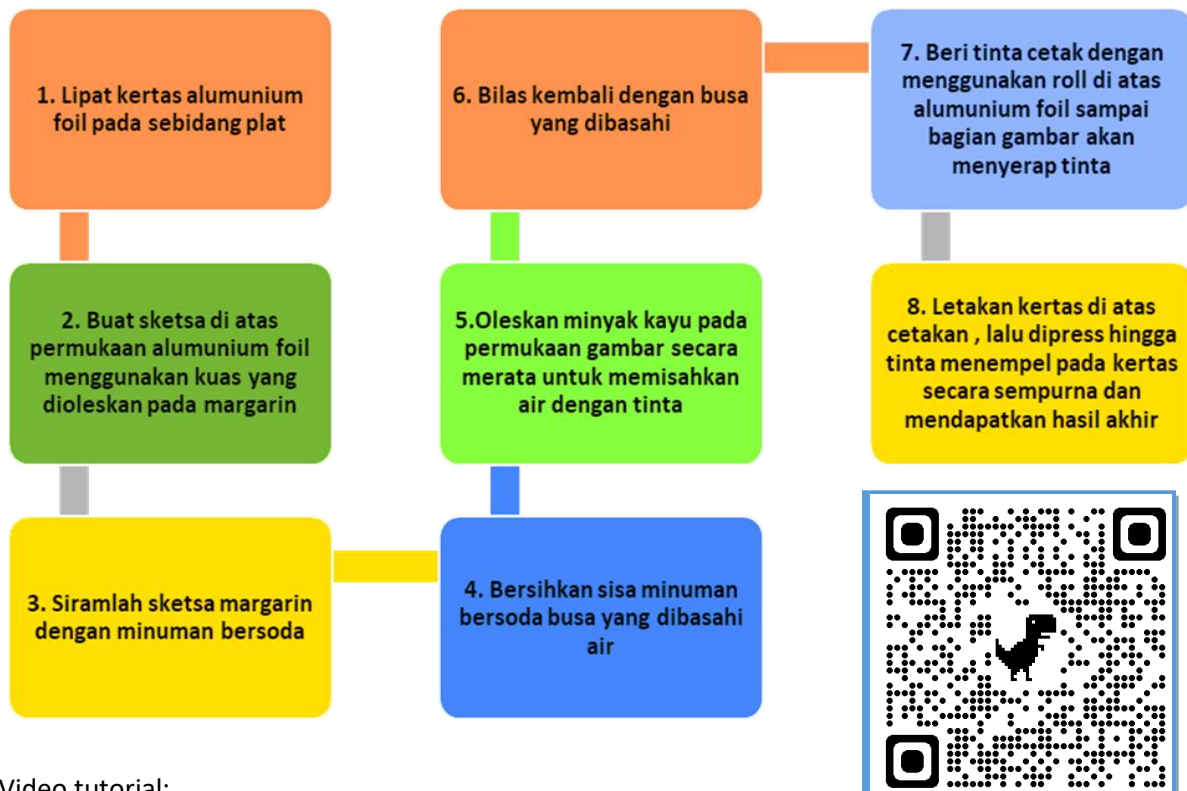 1. Lipat kertas alumunium
foil pada sebidang plat
2. Buat sketsa di atas
permukaan alumunium foil
menggunakan kuas yang
dioleskan pada margarin
3. Siramlah sketsa margarin
dengan minuman bersoda
4. Bersihkan sisa minuman
bersoda busa yang dibasahi
air
5.Oleskan minyak kayu pada
permukaan gambar secara
merata untuk memisahkan
air dengan tinta
6. Bilas kembali dengan busa
yang dibasahi
7. Beri tinta cetak dengan
menggunakan roll di atas
alumunium foil sampai
bagian gambar akan
menyerap tinta
8. Letakan kertas di atas
cetakan , lalu dipress hingga
tinta menempel pada kertas
secara sempurna dan
mendapatkan hasil akhir
Video tutorial: